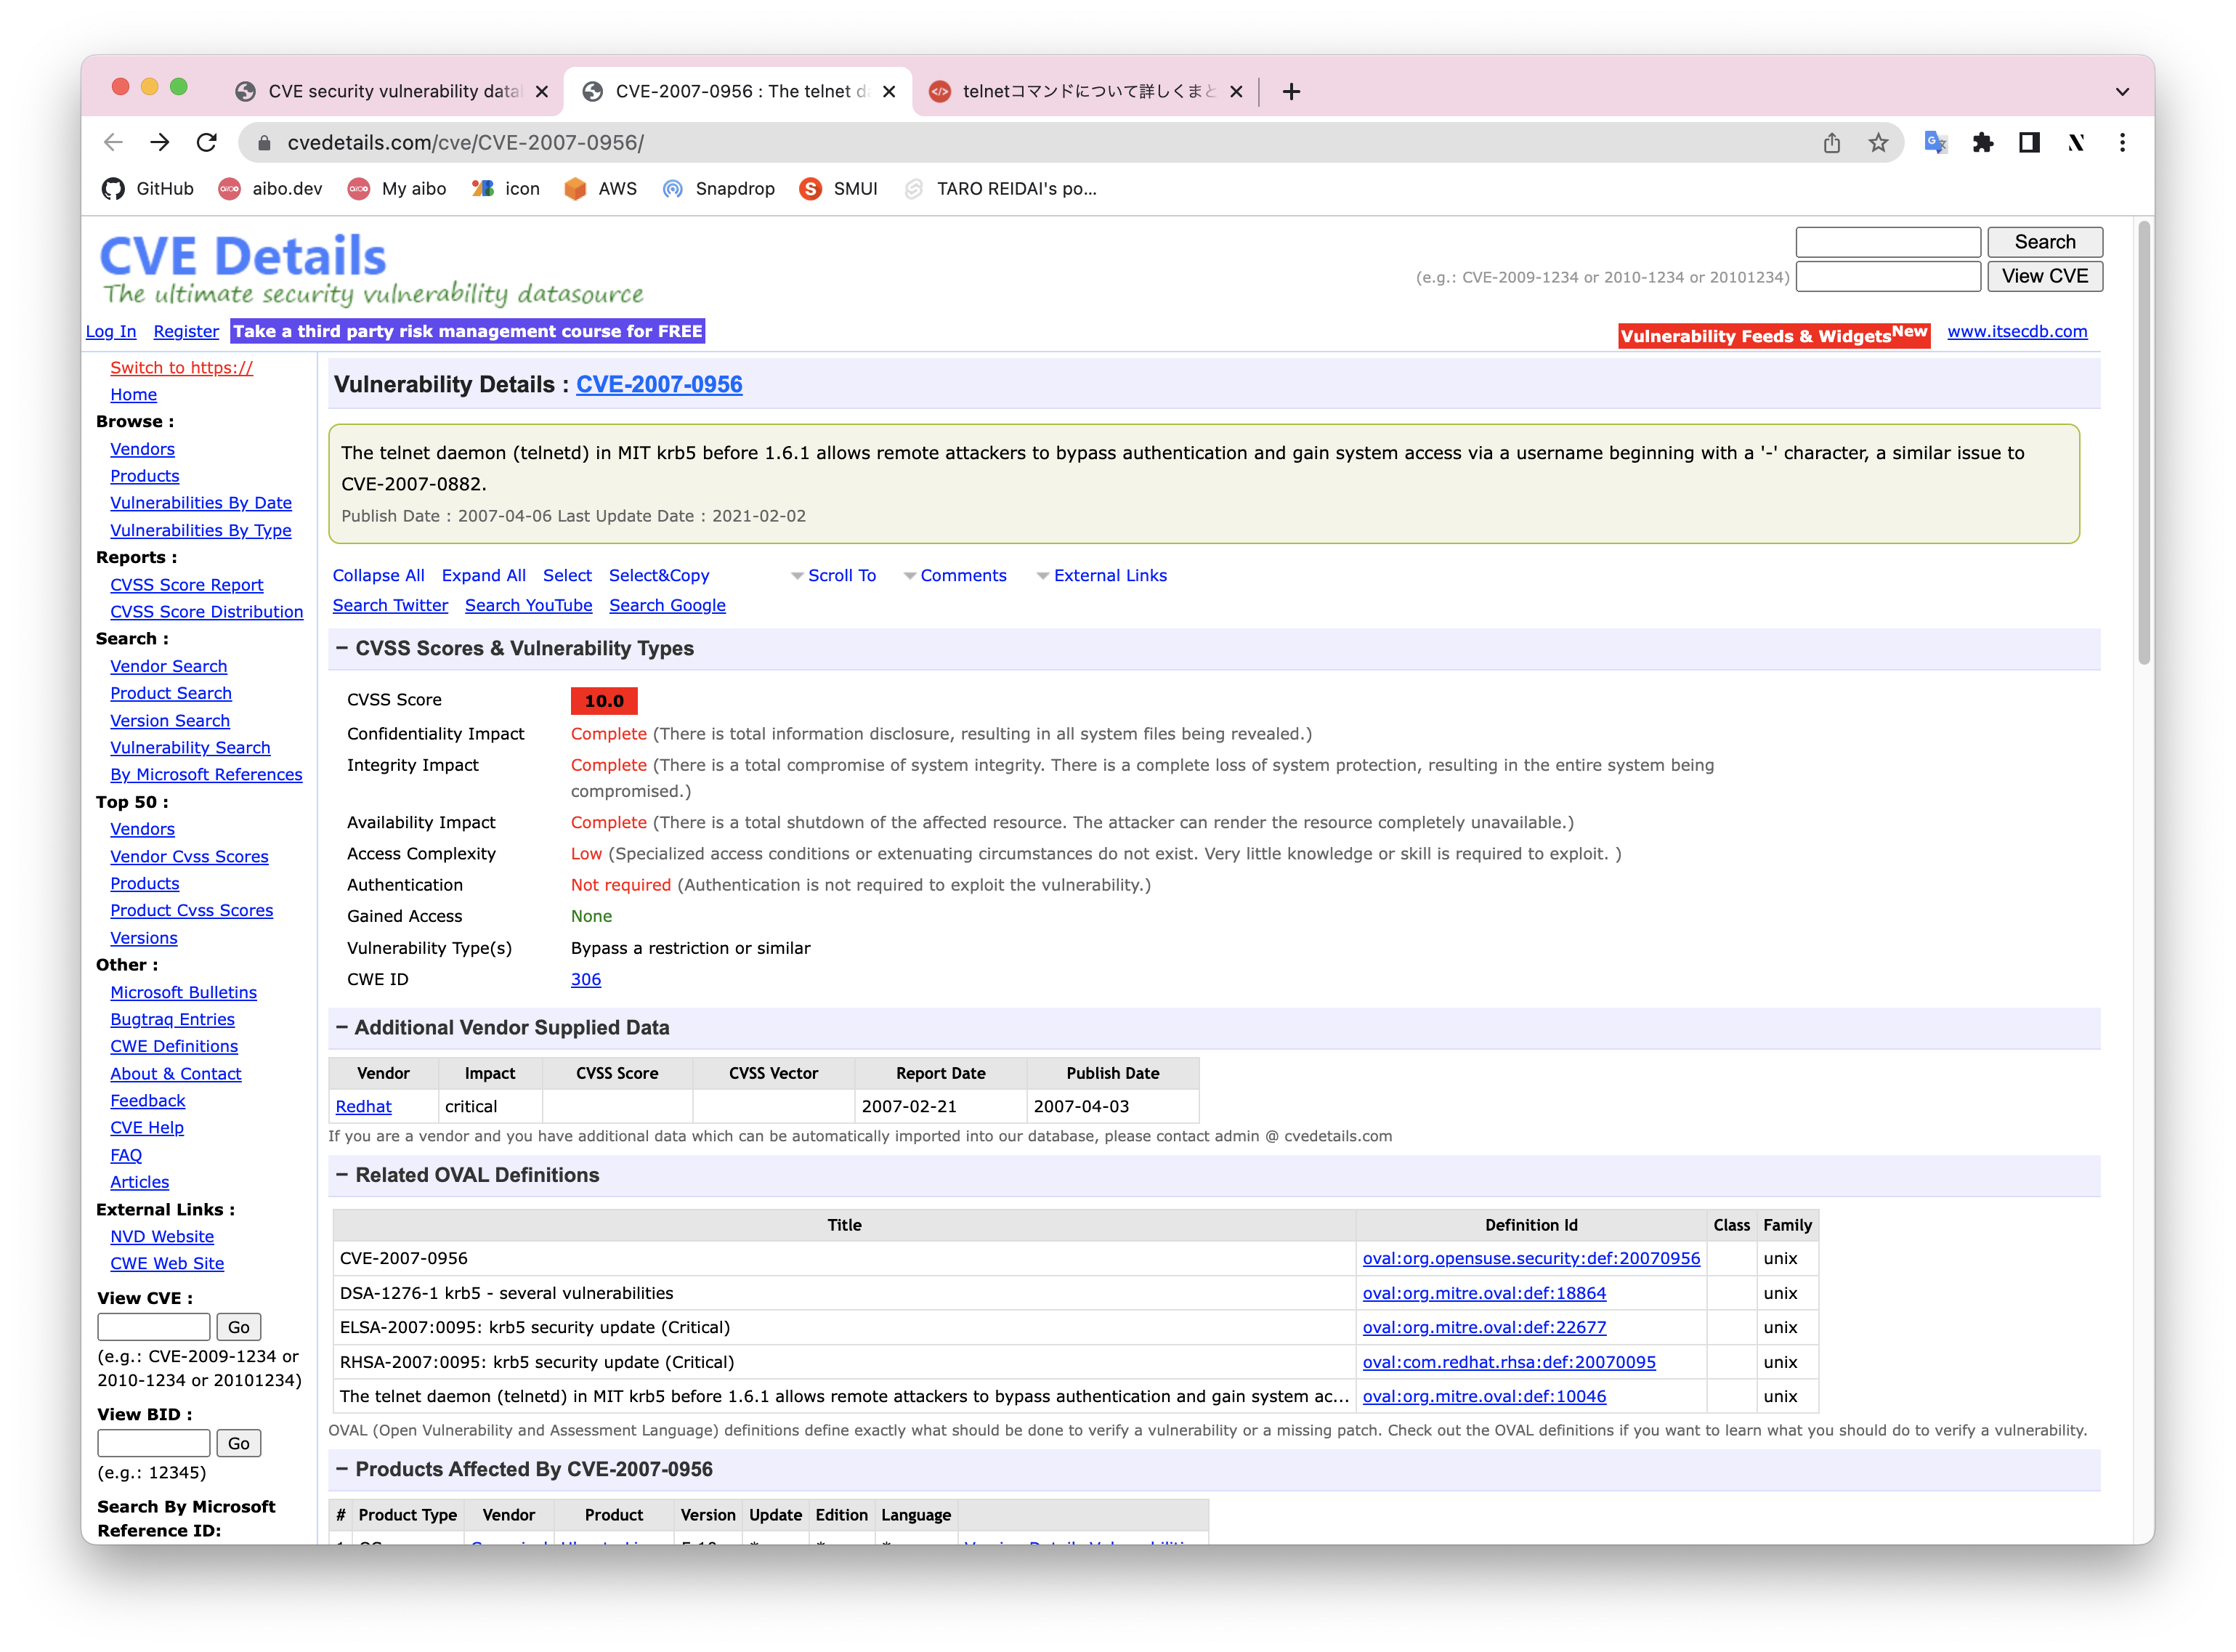 CVE security vulnerability datal
CVE-2007-0956 : The telnet d
telnetコマンドについて詳しくまと
cvedetails.com/cve/CVE-2007-0956/
GitHub aibo.dev My aibo icon AWS Snapdrop SMUI TARO REIDAI's po...
CVE Details
The ultimate security vulnerability datasource
Search
(e.g.: CVE-2009-1234 or 2010-1234 or 20101234) View CVE
Log In Register Take a third party risk management course for FREE
Vulnerability Feeds & WidgetsNew www.itsecdb.com
Switch to https://
Home
Browse :
Vendors
Products
Vulnerabilities By Date
Vulnerabilities By Type
Reports :
CVSS Score Report
CVSS Score Distribution
Search :
Vendor Search
Product Search
Version Search
Vulnerability Search
By Microsoft References
Top 50 :
Vendors
Vendor Cvss Scores
Products
Product Cvss Scores
Versions
Other :
Microsoft Bulletins
Bugtraq Entries
CWE Definitions
About & Contact
Feedback
CVE Help
FAQ
Articles
External Links :
NVD Website
CWE Web Site
View CVE :
Go
(e.g.: CVE-2009-1234 or
2010-1234 or 20101234)
View BID :
Go
(e.g.: 12345)
Search By Microsoft
Reference ID:
Vulnerability Details : CVE-2007-0956
The telnet daemon (telnetd) in MIT krb5 before 1.6.1 allows remote attackers to bypass authentication and gain system access via a username beginning with a '-' character, a similar issue to
CVE-2007-0882.
Publish Date : 2007-04-06 Last Update Date : 2021-02-02
Collapse All Expand All Select Select&Copy Scroll To Comments External Links
Search Twitter Search YouTube Search Google
− CVSS Scores & Vulnerability Types
CVSS Score 10.0
Confidentiality Impact Complete (There is total information disclosure, resulting in all system files being revealed.)
Integrity Impact Complete (There is a total compromise of system integrity. There is a complete loss of system protection, resulting in the entire system being
compromised.)
Availability Impact Complete (There is a total shutdown of the affected resource. The attacker can render the resource completely unavailable.)
Access Complexity Low (Specialized access conditions or extenuating circumstances do not exist. Very little knowledge or skill is required to exploit. )
Authentication Not required (Authentication is not required to exploit the vulnerability.)
Gained Access None
Vulnerability Type(s) Bypass a restriction or similar
CWE ID 306
− Additional Vendor Supplied Data
Vendor Impact CVSS Score CVSS Vector Report Date Publish Date
Redhat critical 2007-02-21 2007-04-03
If you are a vendor and you have additional data which can be automatically imported into our database, please contact admin @ cvedetails.com
− Related OVAL Definitions
Title Definition Id Class Family
CVE-2007-0956 oval:org.opensuse.security:def:20070956 unix
DSA-1276-1 krb5 - several vulnerabilities oval:org.mitre.oval:def:18864 unix
ELSA-2007:0095: krb5 security update (Critical) oval:org.mitre.oval:def:22677 unix
RHSA-2007:0095: krb5 security update (Critical) oval:com.redhat.rhsa:def:20070095 unix
The telnet daemon (telnetd) in MIT krb5 before 1.6.1 allows remote attackers to bypass authentication and gain system ac... oval:org.mitre.oval:def:10046 unix
OVAL (Open Vulnerability and Assessment Language) definitions define exactly what should be done to verify a vulnerability or a missing patch. Check out the OVAL definitions if you want to learn what you should do to verify a vulnerability.
− Products Affected By CVE-2007-0956
# Product Type Vendor Product Version Update Edition Language